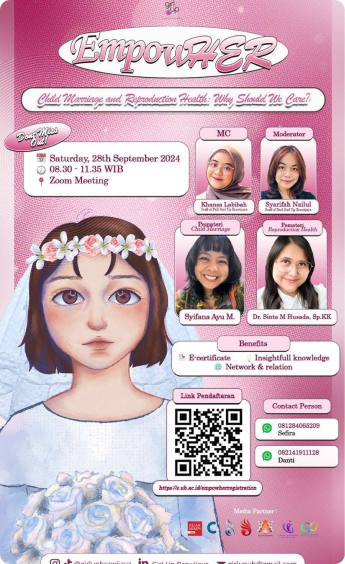 EmpowHER
Child Marriage and Reproduction Health: Why Should We Care?
Don't Miss
Out!
Saturday, 28th September 2024
08.30 - 11.35 WIB
Zoom Meeting
MC
Khansa Labibah
Moderator
Syarifah Nailul
Pemateri
Child Marriage
Syifana Ayu M.
Pemateri
Reproduction Health
Dr. Sinta M Husada, Sp.KK
Benefits
E-certificate
Insightfull knowledge
Network & relation
Link Pendaftaran
https://s.ub.ac.id/empowherregistration
Contact Person
081284065209
Sefira
082141911128
Danti
Media Partner :